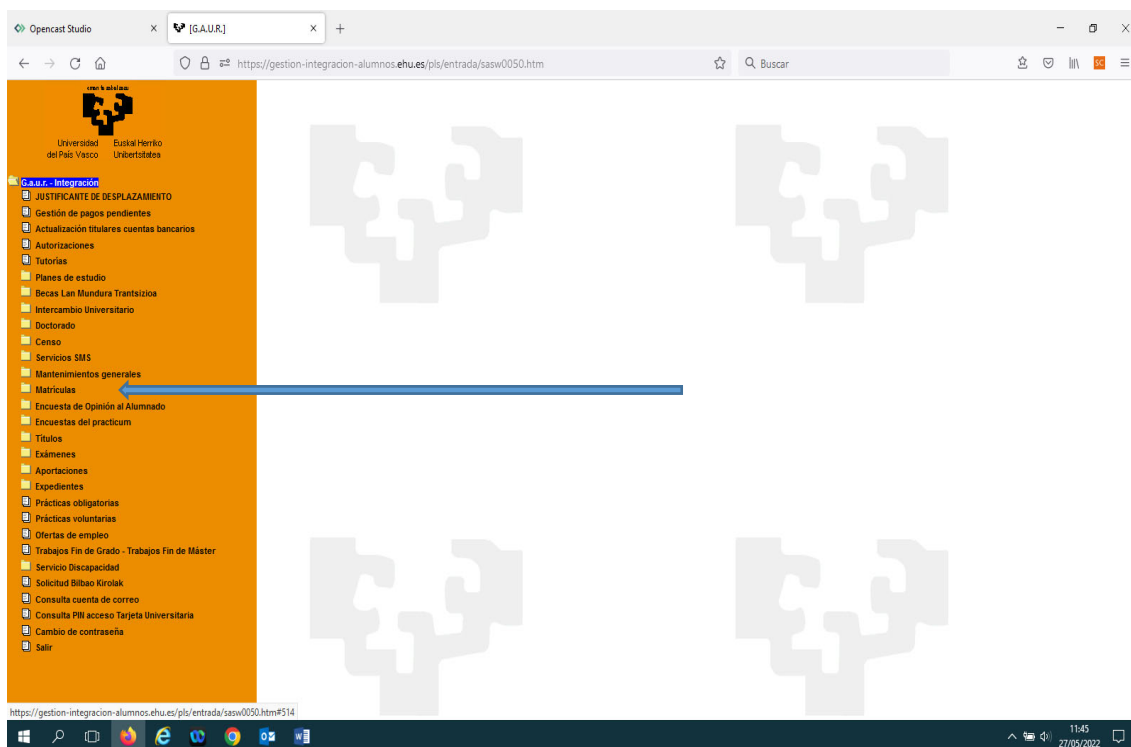 Opencast Studio
[G.A.U.R.]
https://gestion-integracion-alumnos.ehu.es/pls/entrada/sasw0050.htm
Buscar
SC
Universidad Euskal Herriko
del País Vasco Unibertsitatea
G.a.u.r. - Integración
JUSTIFICANTE DE DESPLAZAMIENTO
Gestión de pagos pendientes
Actualización titulares cuentas bancarios
Autorizaciones
Tutorías
Planes de estudio
Becas Lan Mundura Trantsizioa
Intercambio Universitario
Doctorado
Censo
Servicios SMS
Mantenimientos generales
Matrículas
Encuesta de Opinión al Alumnado
Encuestas del practicum
Títulos
Exámenes
Aportaciones
Expedientes
Prácticas obligatorias
Prácticas voluntarias
Ofertas de empleo
Trabajos Fin de Grado - Trabajos Fin de Máster
Servicio Discapacidad
Solicitud Bilbao Kirolak
Consulta cuenta de correo
Consulta PIN acceso Tarjeta Universitaria
Cambio de contraseña
Salir
https://gestion-integracion-alumnos.ehu.es/pls/entrada/sasw0050.htm#514
11:45
27/05/2022